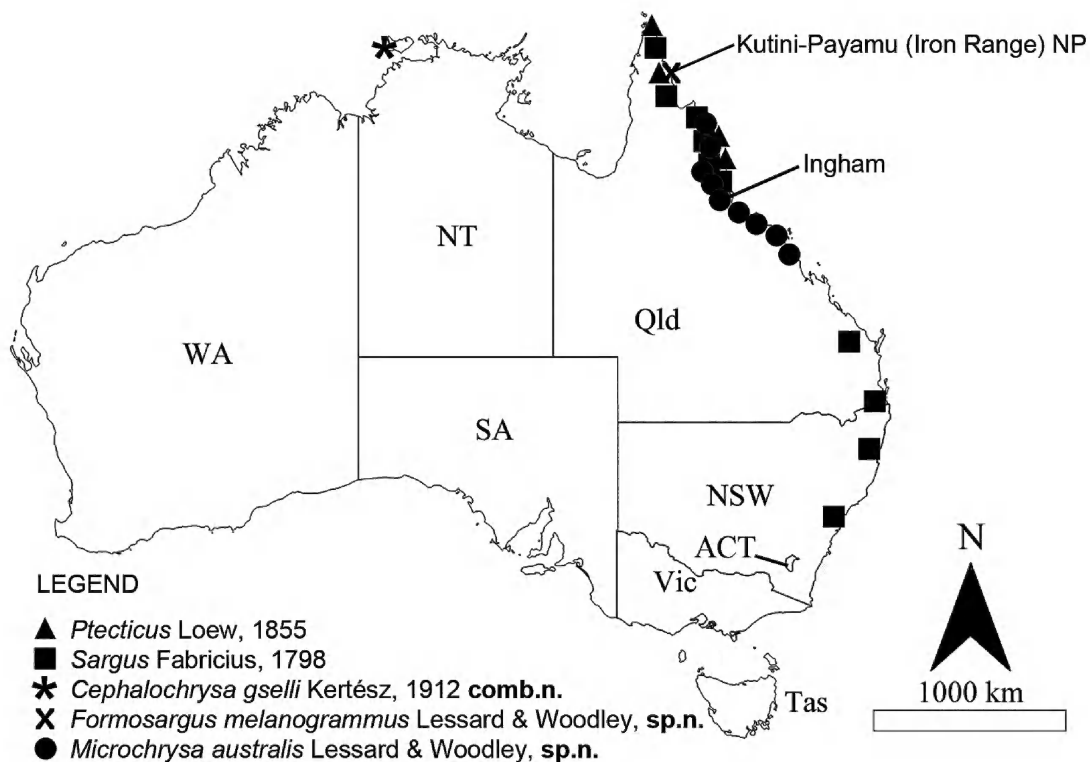 Kutini-Payamu (Iron Range) NP
Ingham
NT
Qld
WA
SA
NSW
ACT
Vic
Tas
N
1000 km
LEGEND
Ptecticus Loew, 1855
Sargus Fabricius, 1798
Cephalochrysa gselli Kertész, 1912 comb.n.
Formosargus melanogrammus Lessard & Woodley, sp.n.
Microchrysa australis Lessard & Woodley, sp.n.